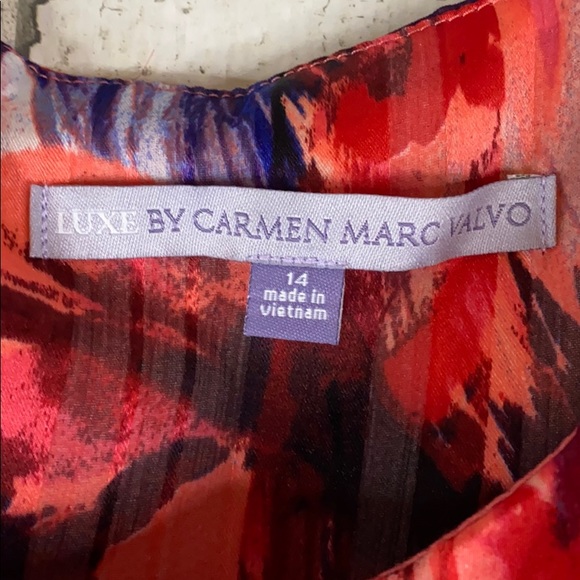 LUXE BY CARMEN MARC VALVO
14
made in
vietnam